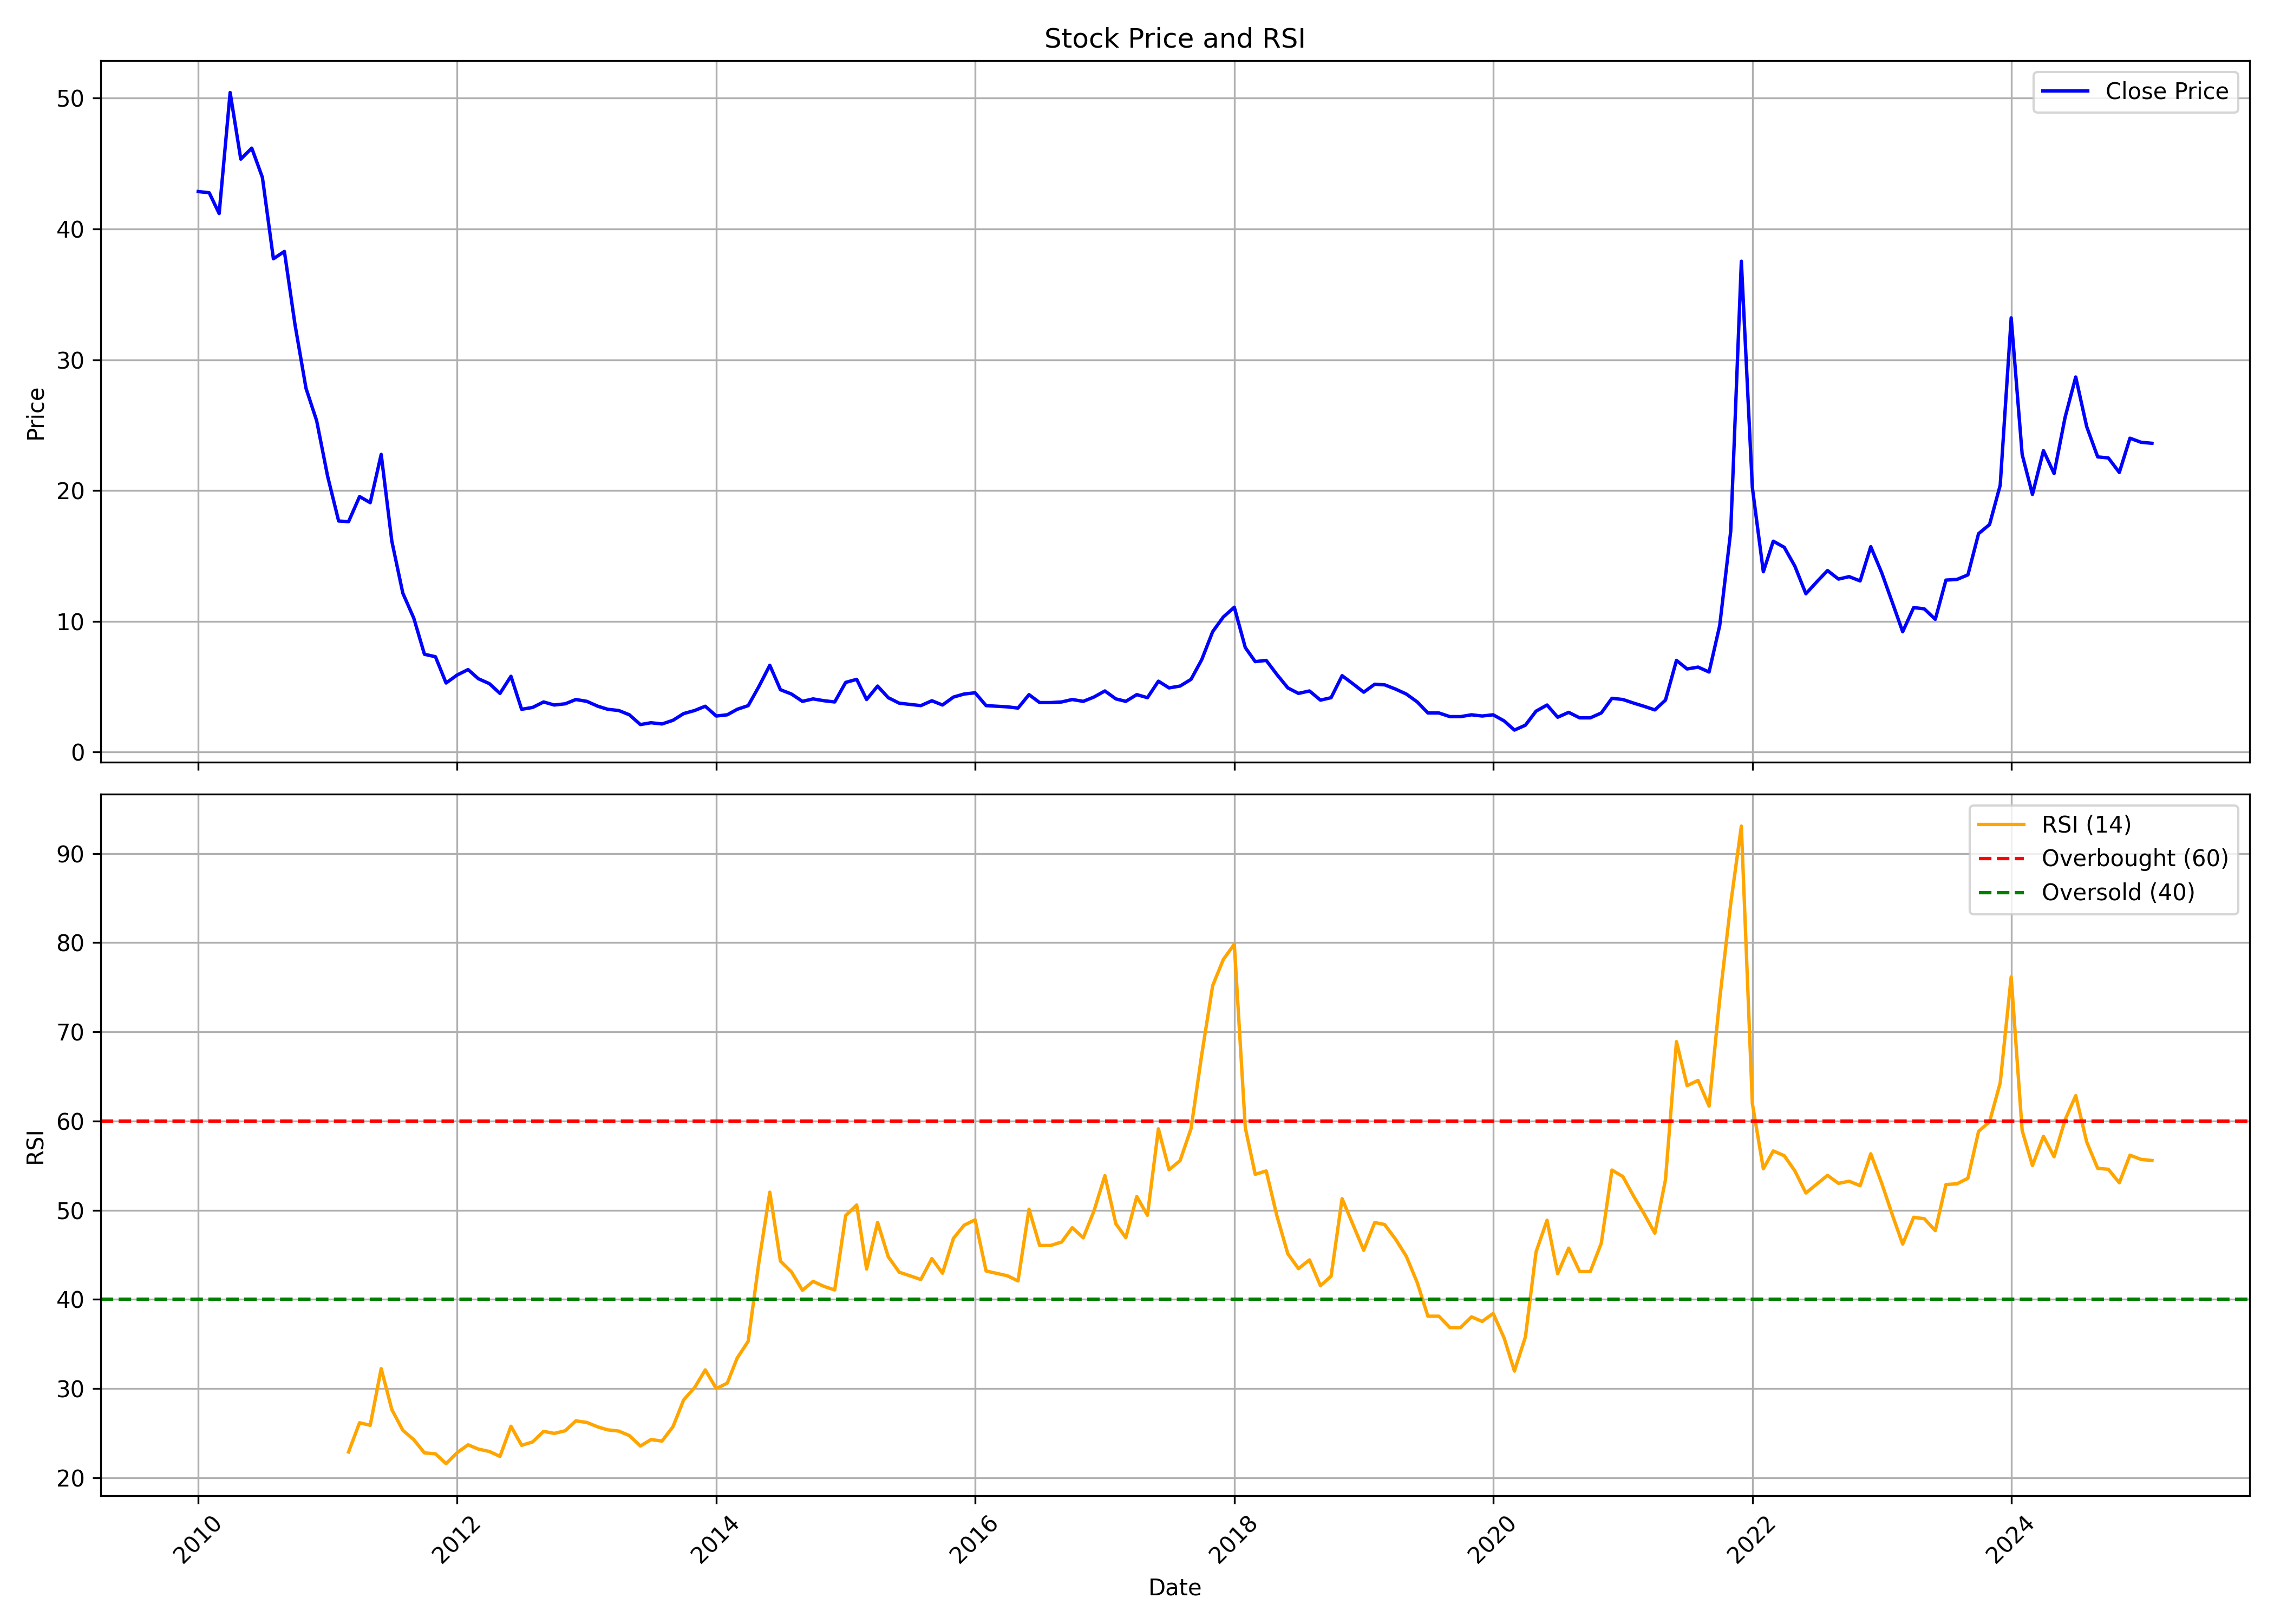 Stock Price and RSI
Close Price
Price
50
40
30
20
10
0
RSI (14)
Overbought (60)
Oversold (40)
RSI
90
80
70
60
50
40
30
20
2010
2012
2014
2016
2018
2020
2022
2024
Date